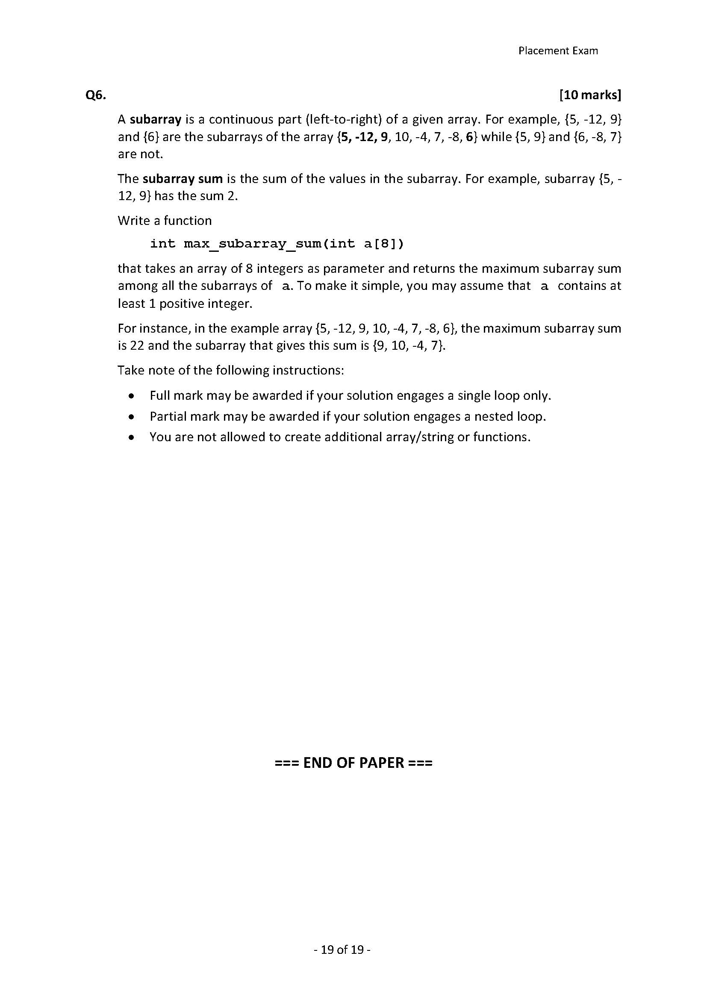 Placement Exam
Q6. [10 marks]
A subarray is a continuous part (left-to-right) of a given array. For example, {5, -12, 9}
and {6} are the subarrays of the array {5, -12, 9, 10, -4, 7, -8, 6} while {5, 9} and {6, -8, 7}
are not.
The subarray sum is the sum of the values in the subarray. For example, subarray {5, -
12, 9} has the sum 2.
Write a function
int max_subarray_sum(int a[8])
that takes an array of 8 integers as parameter and returns the maximum subarray sum
among all the subarrays of a. To make it simple, you may assume that a contains at
least 1 positive integer.
For instance, in the example array {5, -12, 9, 10, -4, 7, -8, 6}, the maximum subarray sum
is 22 and the subarray that gives this sum is {9, 10, -4, 7}.
Take note of the following instructions:
• Full mark may be awarded if your solution engages a single loop only.
• Partial mark may be awarded if your solution engages a nested loop.
• You are not allowed to create additional array/string or functions.
=== END OF PAPER ===
- 19 of 19 -